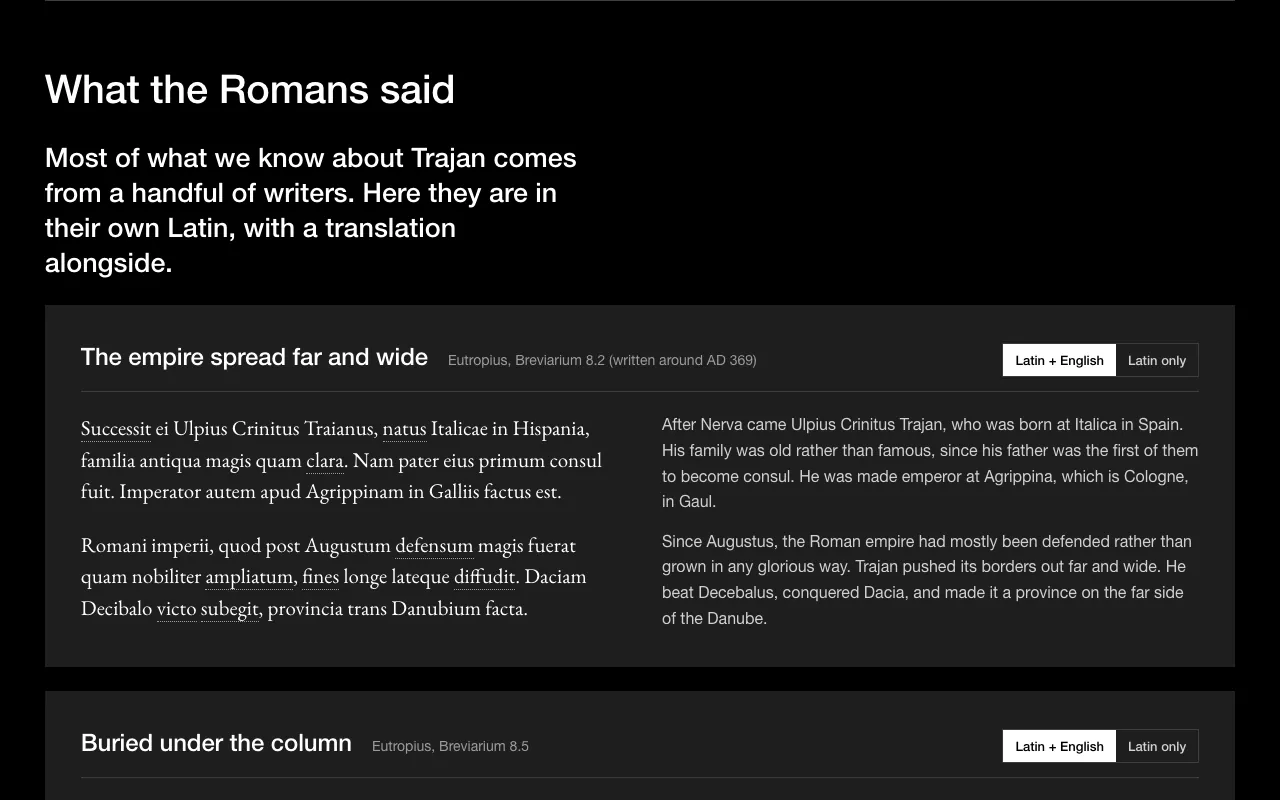 What the Romans said
Most of what we know about Trajan comes
from a handful of writers. Here they are in
their own Latin, with a translation
alongside.
The empire spread far and wide
Eutropius, Breviarium 8.2 (written around AD 369)
Latin + English
Latin only
Successit ei Ulpius Crinitus Traianus, natus Italicae in Hispania,
familia antiqua magis quam clara. Nam pater eius primum consul
fuit. Imperator autem apud Agrippinam in Galliis factus est.
Romani imperii, quod post Augustum defensum magis fuerat
quam nobiliter ampliatum, fines longe lateque diffudit. Daciam
Decibalo victo subegit, provincia trans Danubium facta.
After Nerva came Ulpius Crinitus Trajan, who was born at Italica in Spain.
His family was old rather than famous, since his father was the first of them
to become consul. He was made emperor at Agrippina, which is Cologne,
in Gaul.
Since Augustus, the Roman empire had mostly been defended rather than
grown in any glorious way. Trajan pushed its borders out far and wide. He
beat Decebalus, conquered Dacia, and made it a province on the far side
of the Danube.
Buried under the column
Eutropius, Breviarium 8.5
Latin + English
Latin only